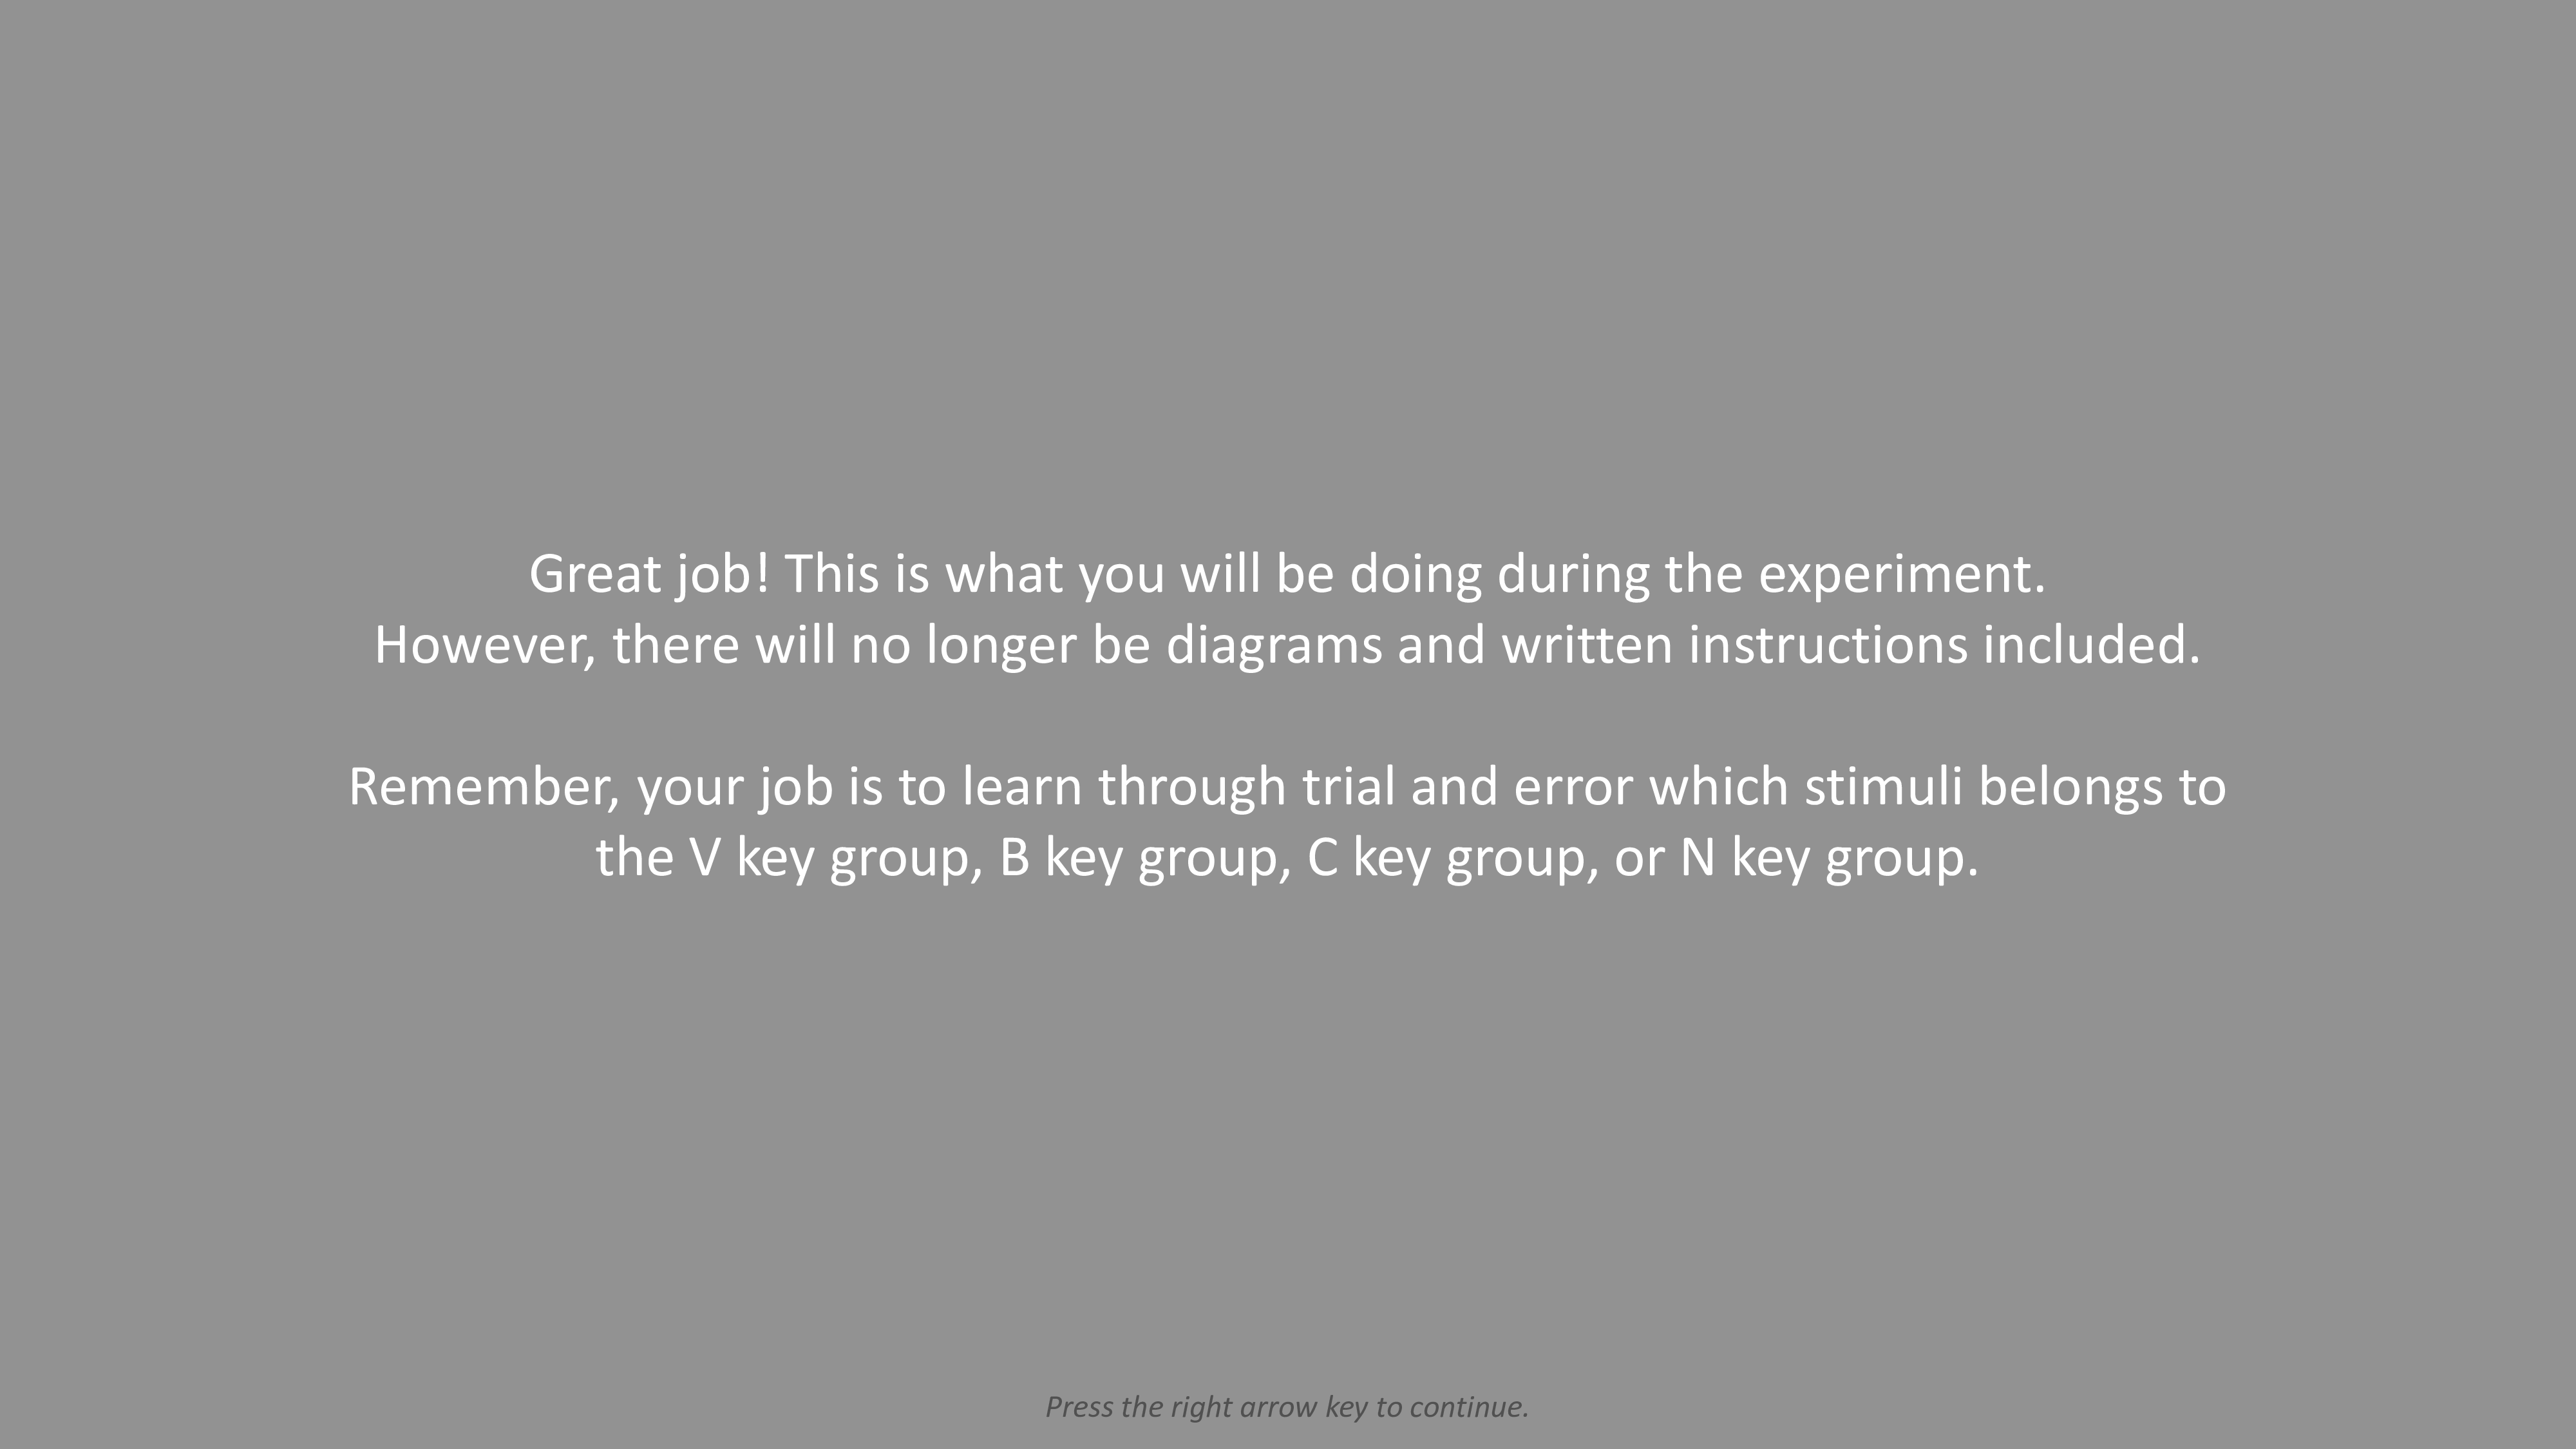 Great job! This is what you will be doing during the experiment.
However, there will no longer be diagrams and written instructions included.
Remember, your job is to learn through trial and error which stimuli belongs to
the V key group, B key group, C key group, or N key group.
Press the right arrow key to continue.